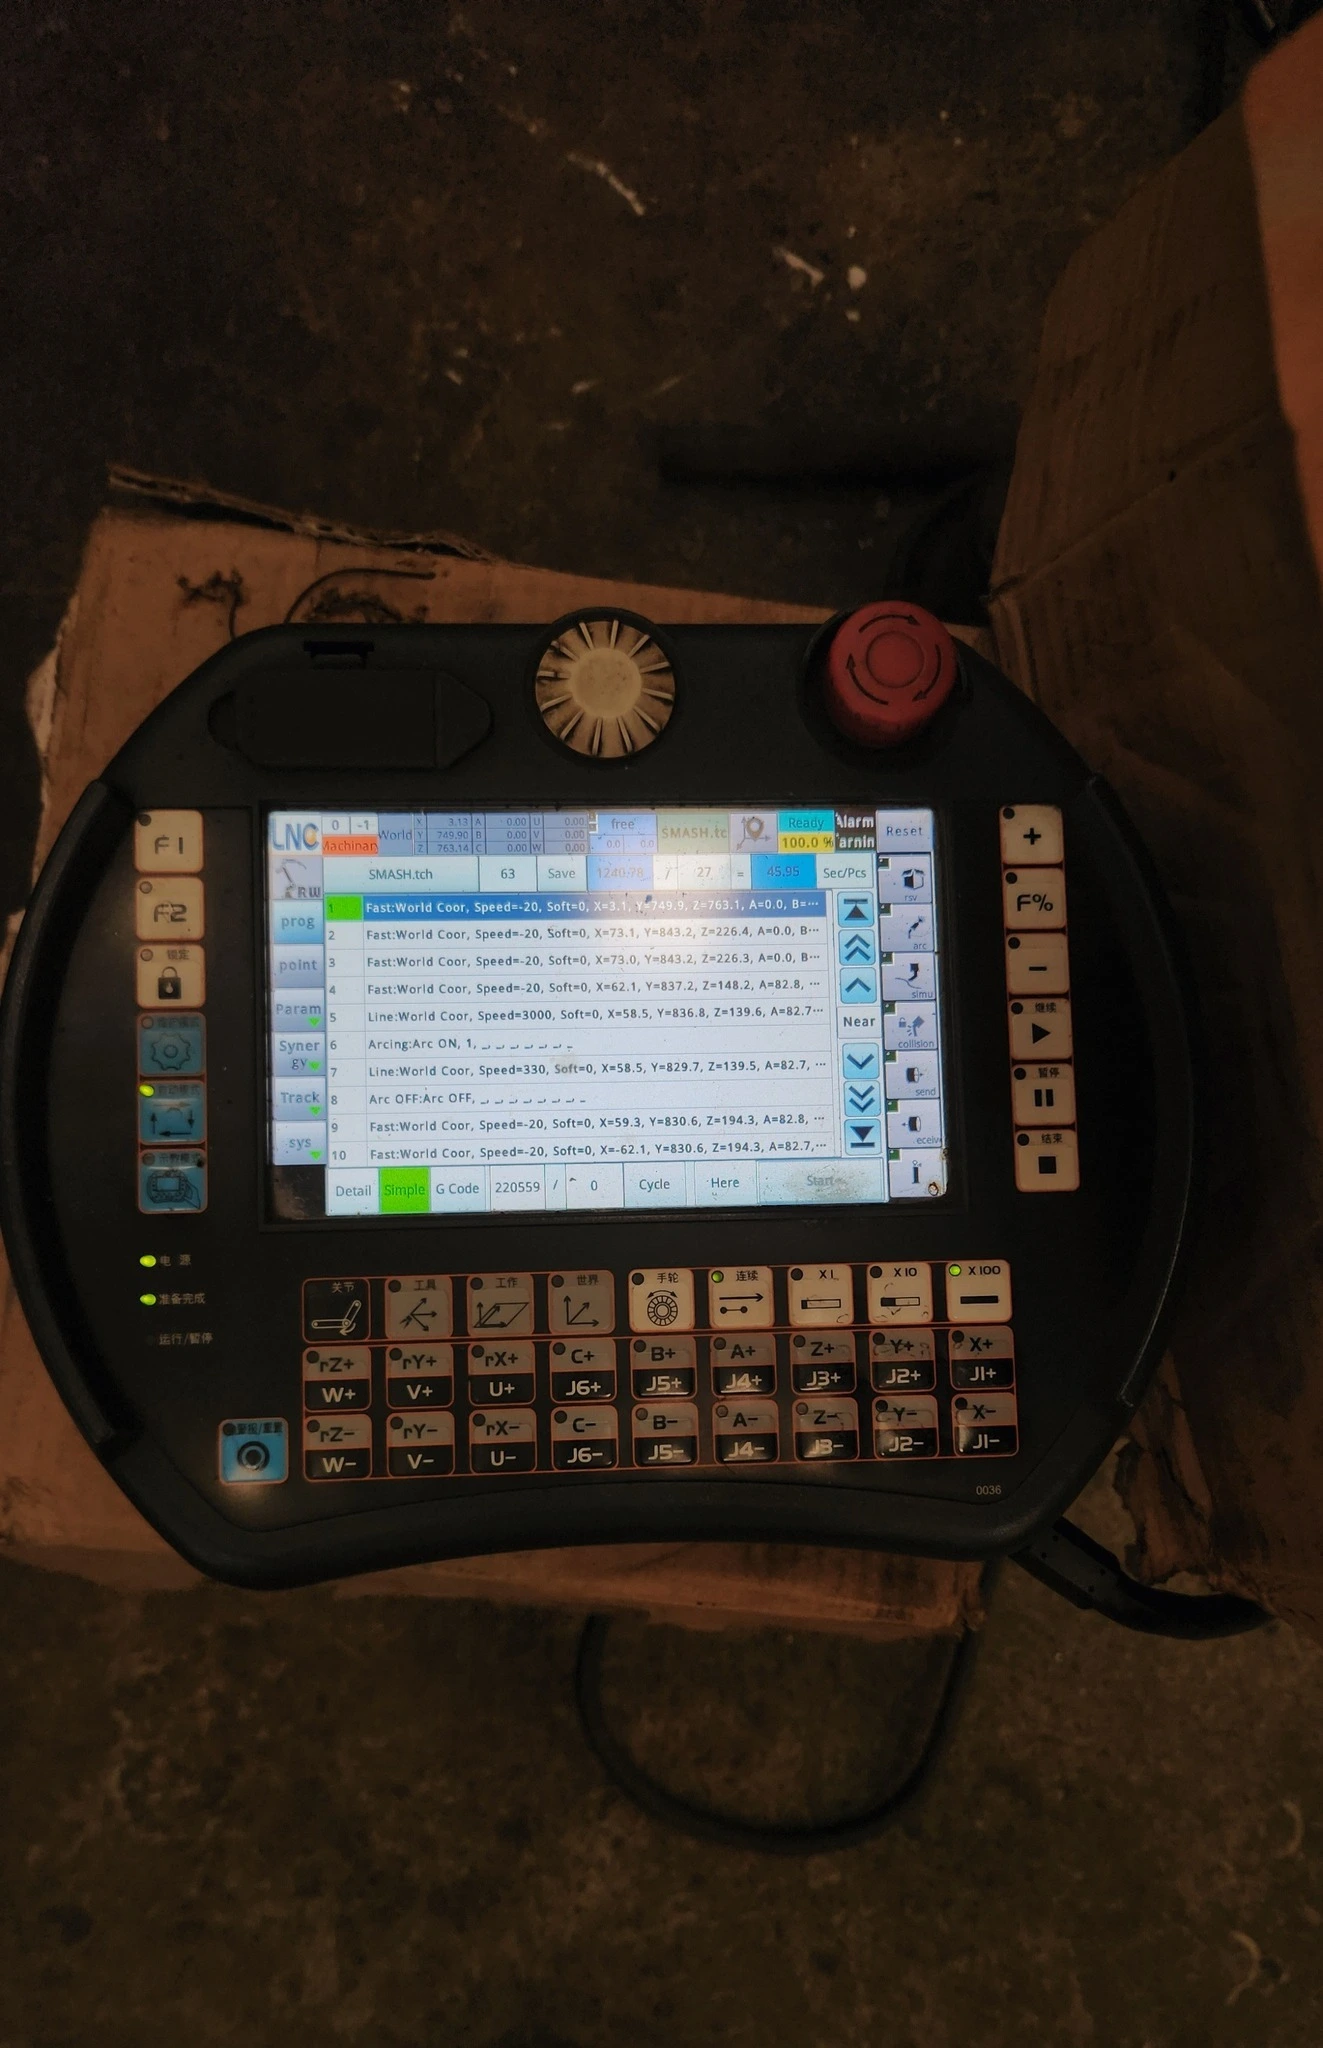 LNC
0 -1
World
X 3.13 A 0.00 U 0.00
Y 749.90 B 0.00 V 0.00
Z 763.14 C 0.00 W 0.00
free
0.0 0.0
SMASH.tc
Ready
100.0 %
Alarm
Reset
RW
SMASH.tch 63 Save 1240.78 / 27 = 45.95 Sec/Pcs
prog
point
Param
Syner
gy
Track
sys
1 Fast:World Coor, Speed=-20, Soft=0, X=3.1, Y=749.9, Z=763.1, A=0.0, B=···
2 Fast:World Coor, Speed=-20, Soft=0, X=73.1, Y=843.2, Z=226.4, A=0.0, B···
3 Fast:World Coor, Speed=-20, Soft=0, X=73.0, Y=843.2, Z=226.3, A=0.0, B···
4 Fast:World Coor, Speed=-20, Soft=0, X=62.1, Y=837.2, Z=148.2, A=82.8, ···
5 Line:World Coor, Speed=3000, Soft=0, X=58.5, Y=836.8, Z=139.6, A=82.7···
6 Arcing:Arc ON, 1, _, _, _, _, _, _, _
7 Line:World Coor, Speed=330, Soft=0, X=58.5, Y=829.7, Z=139.5, A=82.7, ···
8 Arc OFF:Arc OFF, _, _, _, _, _, _, _, _
9 Fast:World Coor, Speed=-20, Soft=0, X=59.3, Y=830.6, Z=194.3, A=82.8, ···
10 Fast:World Coor, Speed=-20, Soft=0, X=-62.1, Y=830.6, Z=194.3, A=82.7,···
Near
rsv
arc
simu
collision
send
Detail Simple G Code 220559 / 0 Cycle Here Start
F1
F2
锁定
+
F%
-
继续
暂停
结束
电 源
准备完成
运行/暂停
关节 工具 工作 世界 手轮 连续 X1 X10 X100
rZ+ rY+ rX+ C+ B+ A+ Z+ Y+ X+
W+ V+ U+ J6+ J5+ J4+ J3+ J2+ J1+
rZ- rY- rX- C- B- A- Z- Y- X-
W- V- U- J6- J5- J4- J3- J2- J1-
0036